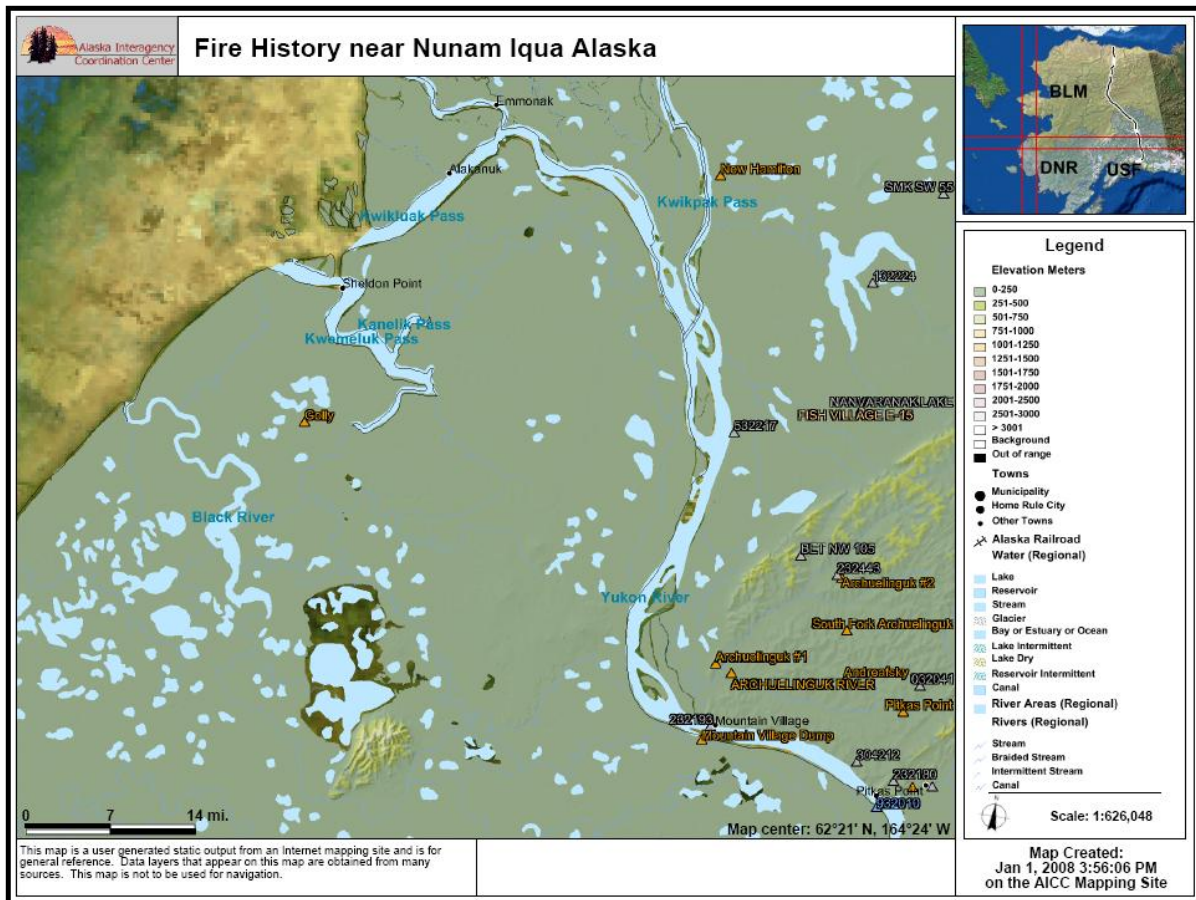 Alaska Interagency
Coordination Center
Fire History near Nunam Iqua Alaska
Emmonak
Alakanuk
New Hamilton
SMK SW 55
Kwikluak Pass
Kwikpak Pass
132224
Sheldon Point
Kanelik Pass
Kwemeluk Pass
NANVARANAK LAKE
Golly
FISH VILLAGE E-15
532217
Black River
BET NW 105
232443
Archuelinguk #2
Yukon River
South Fork Archuelinguk
Archuelinguk #1
Andreafsky
ARCHUELINGUK RIVER
032041
Pitkas Point
232193
Mountain Village
Mountain Village Dump
304212
232180
Pitkas Point
932010
0 7 14 mi.
Map center: 62°21' N, 164°24' W
This map is a user generated static output from an Internet mapping site and is for
general reference. Data layers that appear on this map are obtained from many
sources. This map is not to be used for navigation.
BLM
DNR
USF
Legend
Elevation Meters
0-250
251-500
501-750
751-1000
1001-1250
1251-1500
1501-1750
1751-2000
2001-2500
2501-3000
> 3001
Background
Out of range
Towns
Municipality
Home Rule City
Other Towns
Alaska Railroad
Water (Regional)
Lake
Reservoir
Stream
Glacier
Bay or Estuary or Ocean
Lake Intermittent
Lake Dry
Reservoir Intermittent
Canal
River Areas (Regional)
Rivers (Regional)
Stream
Braided Stream
Intermittent Stream
Canal
N
Scale: 1:626,048
Map Created:
Jan 1, 2008 3:56:06 PM
on the AICC Mapping Site